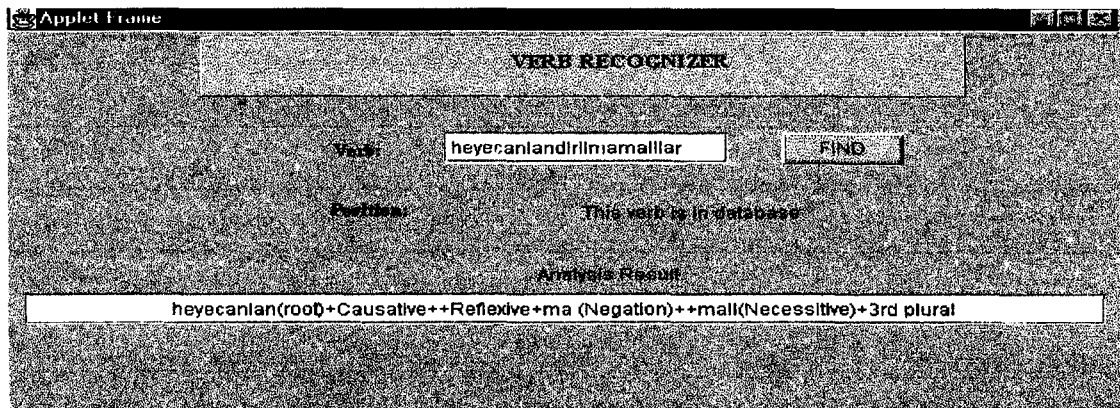 Applet Frame
VERB RECOGNIZER
Verb: heyecanlandirilmamalilar FIND
Position: This verb is in database
Analysis Result
heyecanlan(root)+Causative++Reflexive+ma (Negation)++mali(Necessitive)+3rd plural